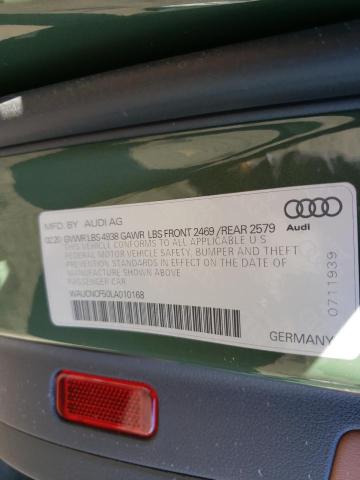 MFD. BY AUDI AG
02/20 GVWR LBS 4938 GAWR LBS FRONT 2469 / REAR 2579
THIS VEHICLE CONFORMS TO ALL APPLICABLE U S
FEDERAL MOTOR VEHICLE SAFETY, BUMPER AND THEFT
PREVENTION STANDARDS IN EFFECT ON THE DATE OF
MANUFACTURE SHOWN ABOVE.
PASSENGER CAR
WAUCNCF50LA010168
Audi
0711939
GERMANY